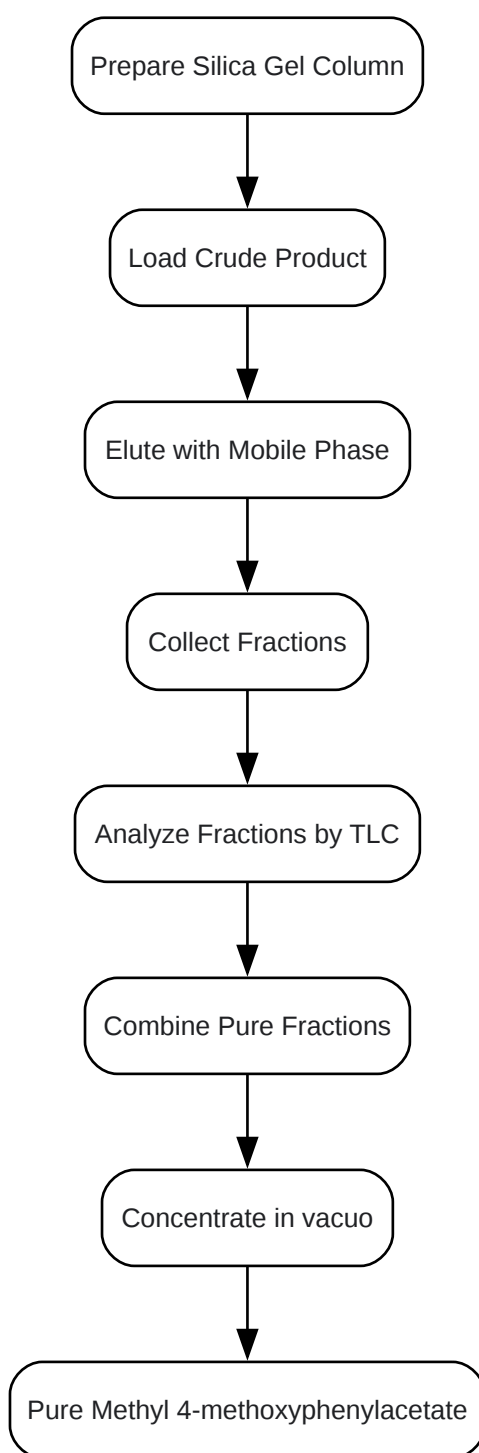 Prepare Silica Gel Column
Load Crude Product
Elute with Mobile Phase
Collect Fractions
Analyze Fractions by TLC
Combine Pure Fractions
Concentrate in vacuo
Pure Methyl 4-methoxyphenylacetate